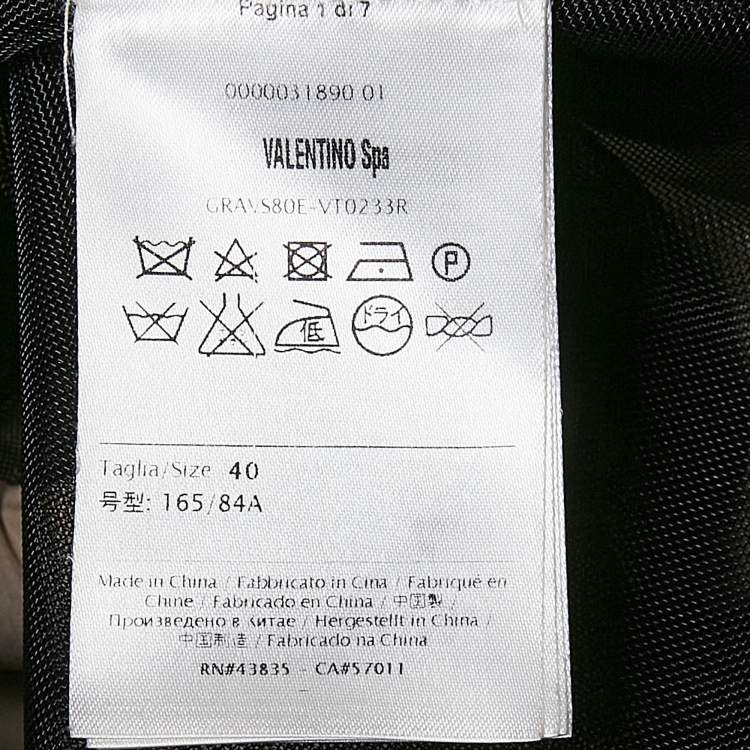 Pagina 1 di 7
0000031890 01
VALENTINO Spa
GRAVS80E-VT0233R
P
低 ドライ
Taglia/Size 40
号型: 165/84A
Made in China / Fabbricato in Cina / Fabriqué en
Chine / Fabricado en China / 中国製 /
Произведено в Китае / Hergestellt in China /
中国制造 / Fabricado na China
RN#43835 - CA#57011